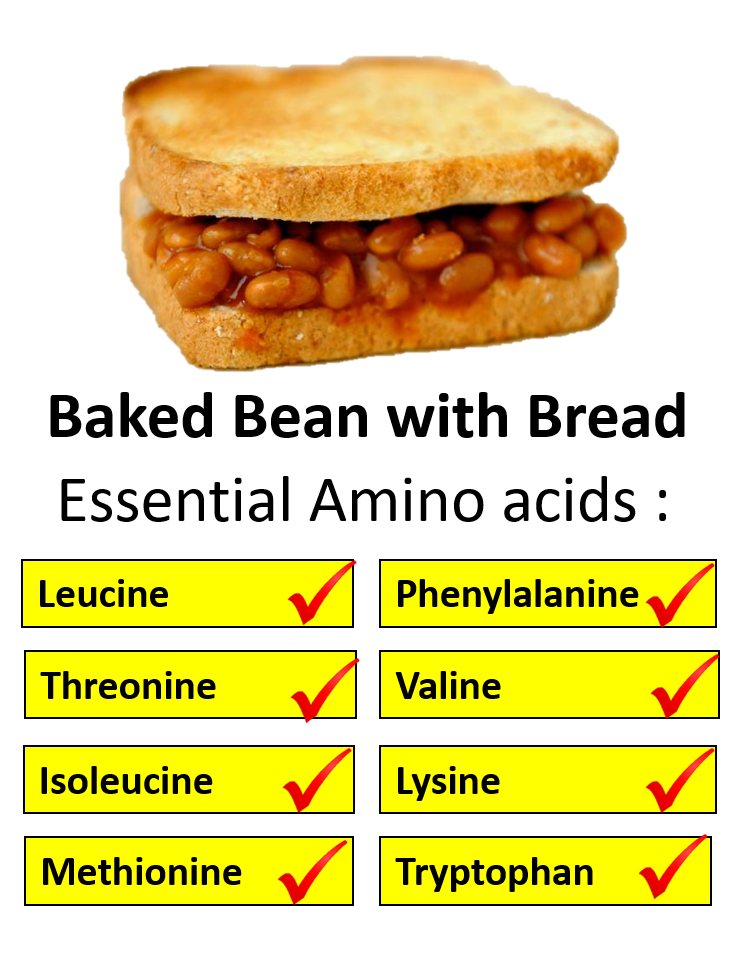 Baked Bean with Bread
Essential Amino acids :
Leucine
Phenylalanine
Threonine
Valine
Isoleucine
Lysine
Methionine
Tryptophan